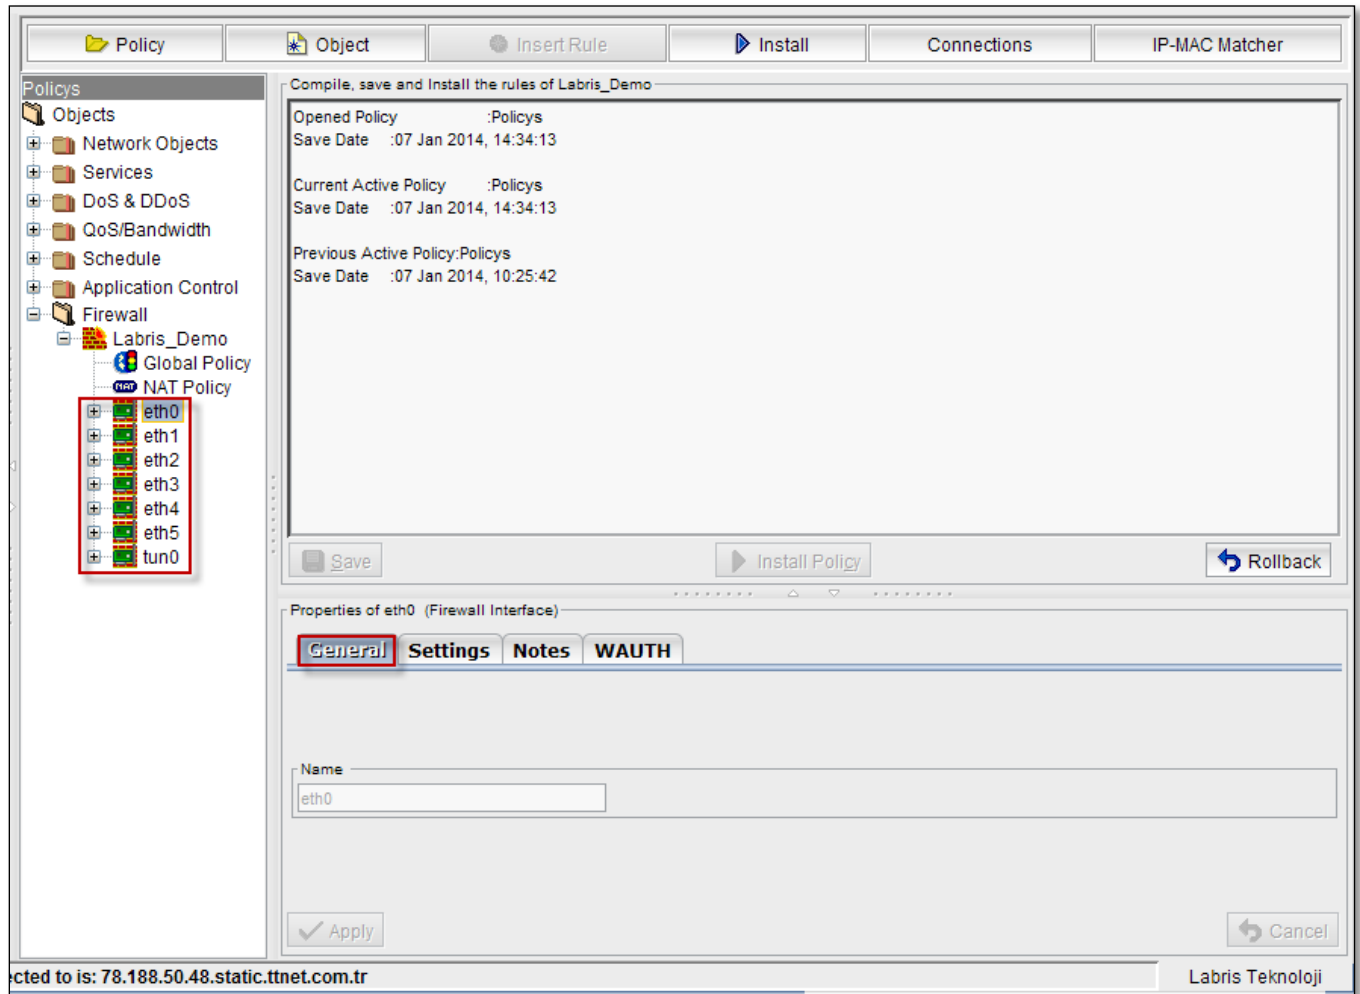 Policy Object Insert Rule Install Connections IP-MAC Matcher
Policys
Objects
Network Objects
Services
DoS & DDoS
QoS/Bandwidth
Schedule
Application Control
Firewall
Labris_Demo
Global Policy
NAT NAT Policy
eth0
eth1
eth2
eth3
eth4
eth5
tun0
Compile, save and Install the rules of Labris_Demo
Opened Policy :Policys
Save Date :07 Jan 2014, 14:34:13
Current Active Policy :Policys
Save Date :07 Jan 2014, 14:34:13
Previous Active Policy:Policys
Save Date :07 Jan 2014, 10:25:42
Save Install Policy Rollback
Properties of eth0 (Firewall Interface)
General Settings Notes WAUTH
Name
eth0
Apply Cancel
cted to is: 78.188.50.48.static.ttnet.com.tr Labris Teknoloji